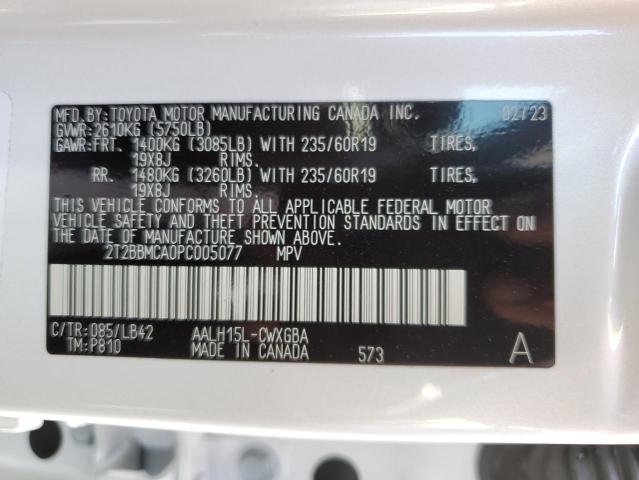 MFD.BY:TOYOTA MOTOR MANUFACTURING CANADA INC. 02/23
GVWR:2610KG (5750LB)
GAWR:FRT. 1400KG (3085LB) WITH 235/60R19 TIRES,
19X8J RIMS.
RR. 1480KG (3260LB) WITH 235/60R19 TIRES,
19X8J RIMS.
THIS VEHICLE CONFORMS TO ALL APPLICABLE FEDERAL MOTOR
VEHICLE SAFETY AND THEFT PREVENTION STANDARDS IN EFFECT ON
THE DATE OF MANUFACTURE SHOWN ABOVE.
2T2BBMCA0PC005077 MPV
C/TR:085/LB42 AALH15L-CWXGBA
TM:P810 MADE IN CANADA 573 A